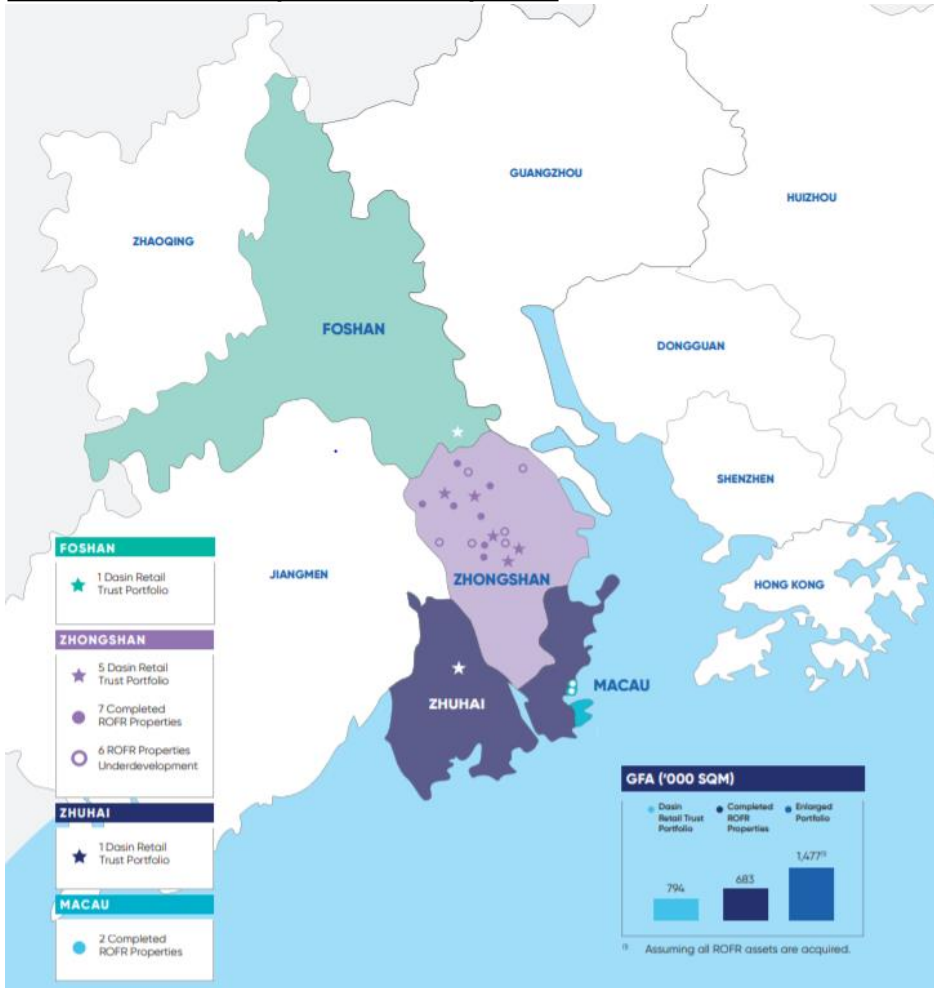 GUANGZHOU
HUIZHOU
ZHAOQING
FOSHAN
DONGGUAN
SHENZHEN
JIANGMEN
ZHONGSHAN
HONG KONG
MACAU
ZHUHAI
FOSHAN
1 Dasin Retail
Trust Portfolio
ZHONGSHAN
5 Dasin Retail
Trust Portfolio
7 Completed
ROFR Properties
6 ROFR Properties
Underdevelopment
ZHUHAI
1 Dasin Retail
Trust Portfolio
MACAU
2 Completed
ROFR Properties
GFA ('000 SQM)
Dasin
Retail Trust
Portfolio
Completed
ROFR
Properties
Enlarged
Portfolio
794
683
1,477⁽¹⁾
⁽¹⁾ Assuming all ROFR assets are acquired.